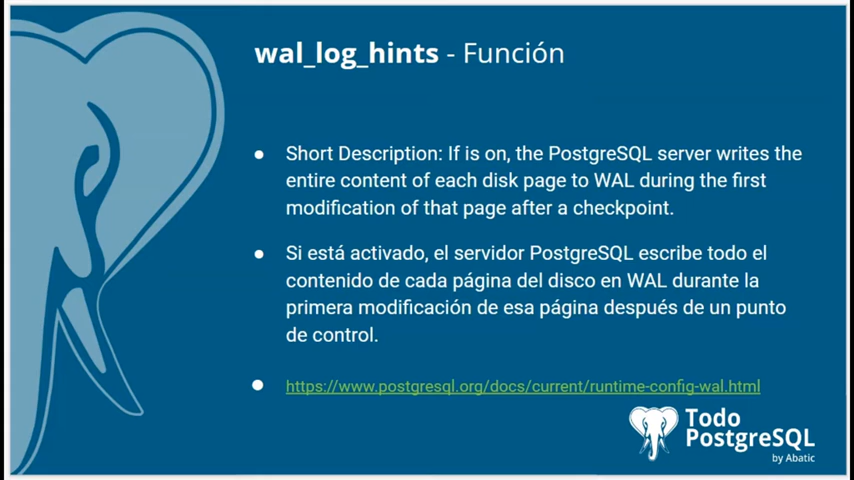 wal_log_hints - Función
● Short Description: If is on, the PostgreSQL server writes the
entire content of each disk page to WAL during the first
modification of that page after a checkpoint.
● Si está activado, el servidor PostgreSQL escribe todo el
contenido de cada página del disco en WAL durante la
primera modificación de esa página después de un punto
de control.
● https://www.postgresql.org/docs/current/runtime-config-wal.html
Todo
PostgreSQL
by Abatic